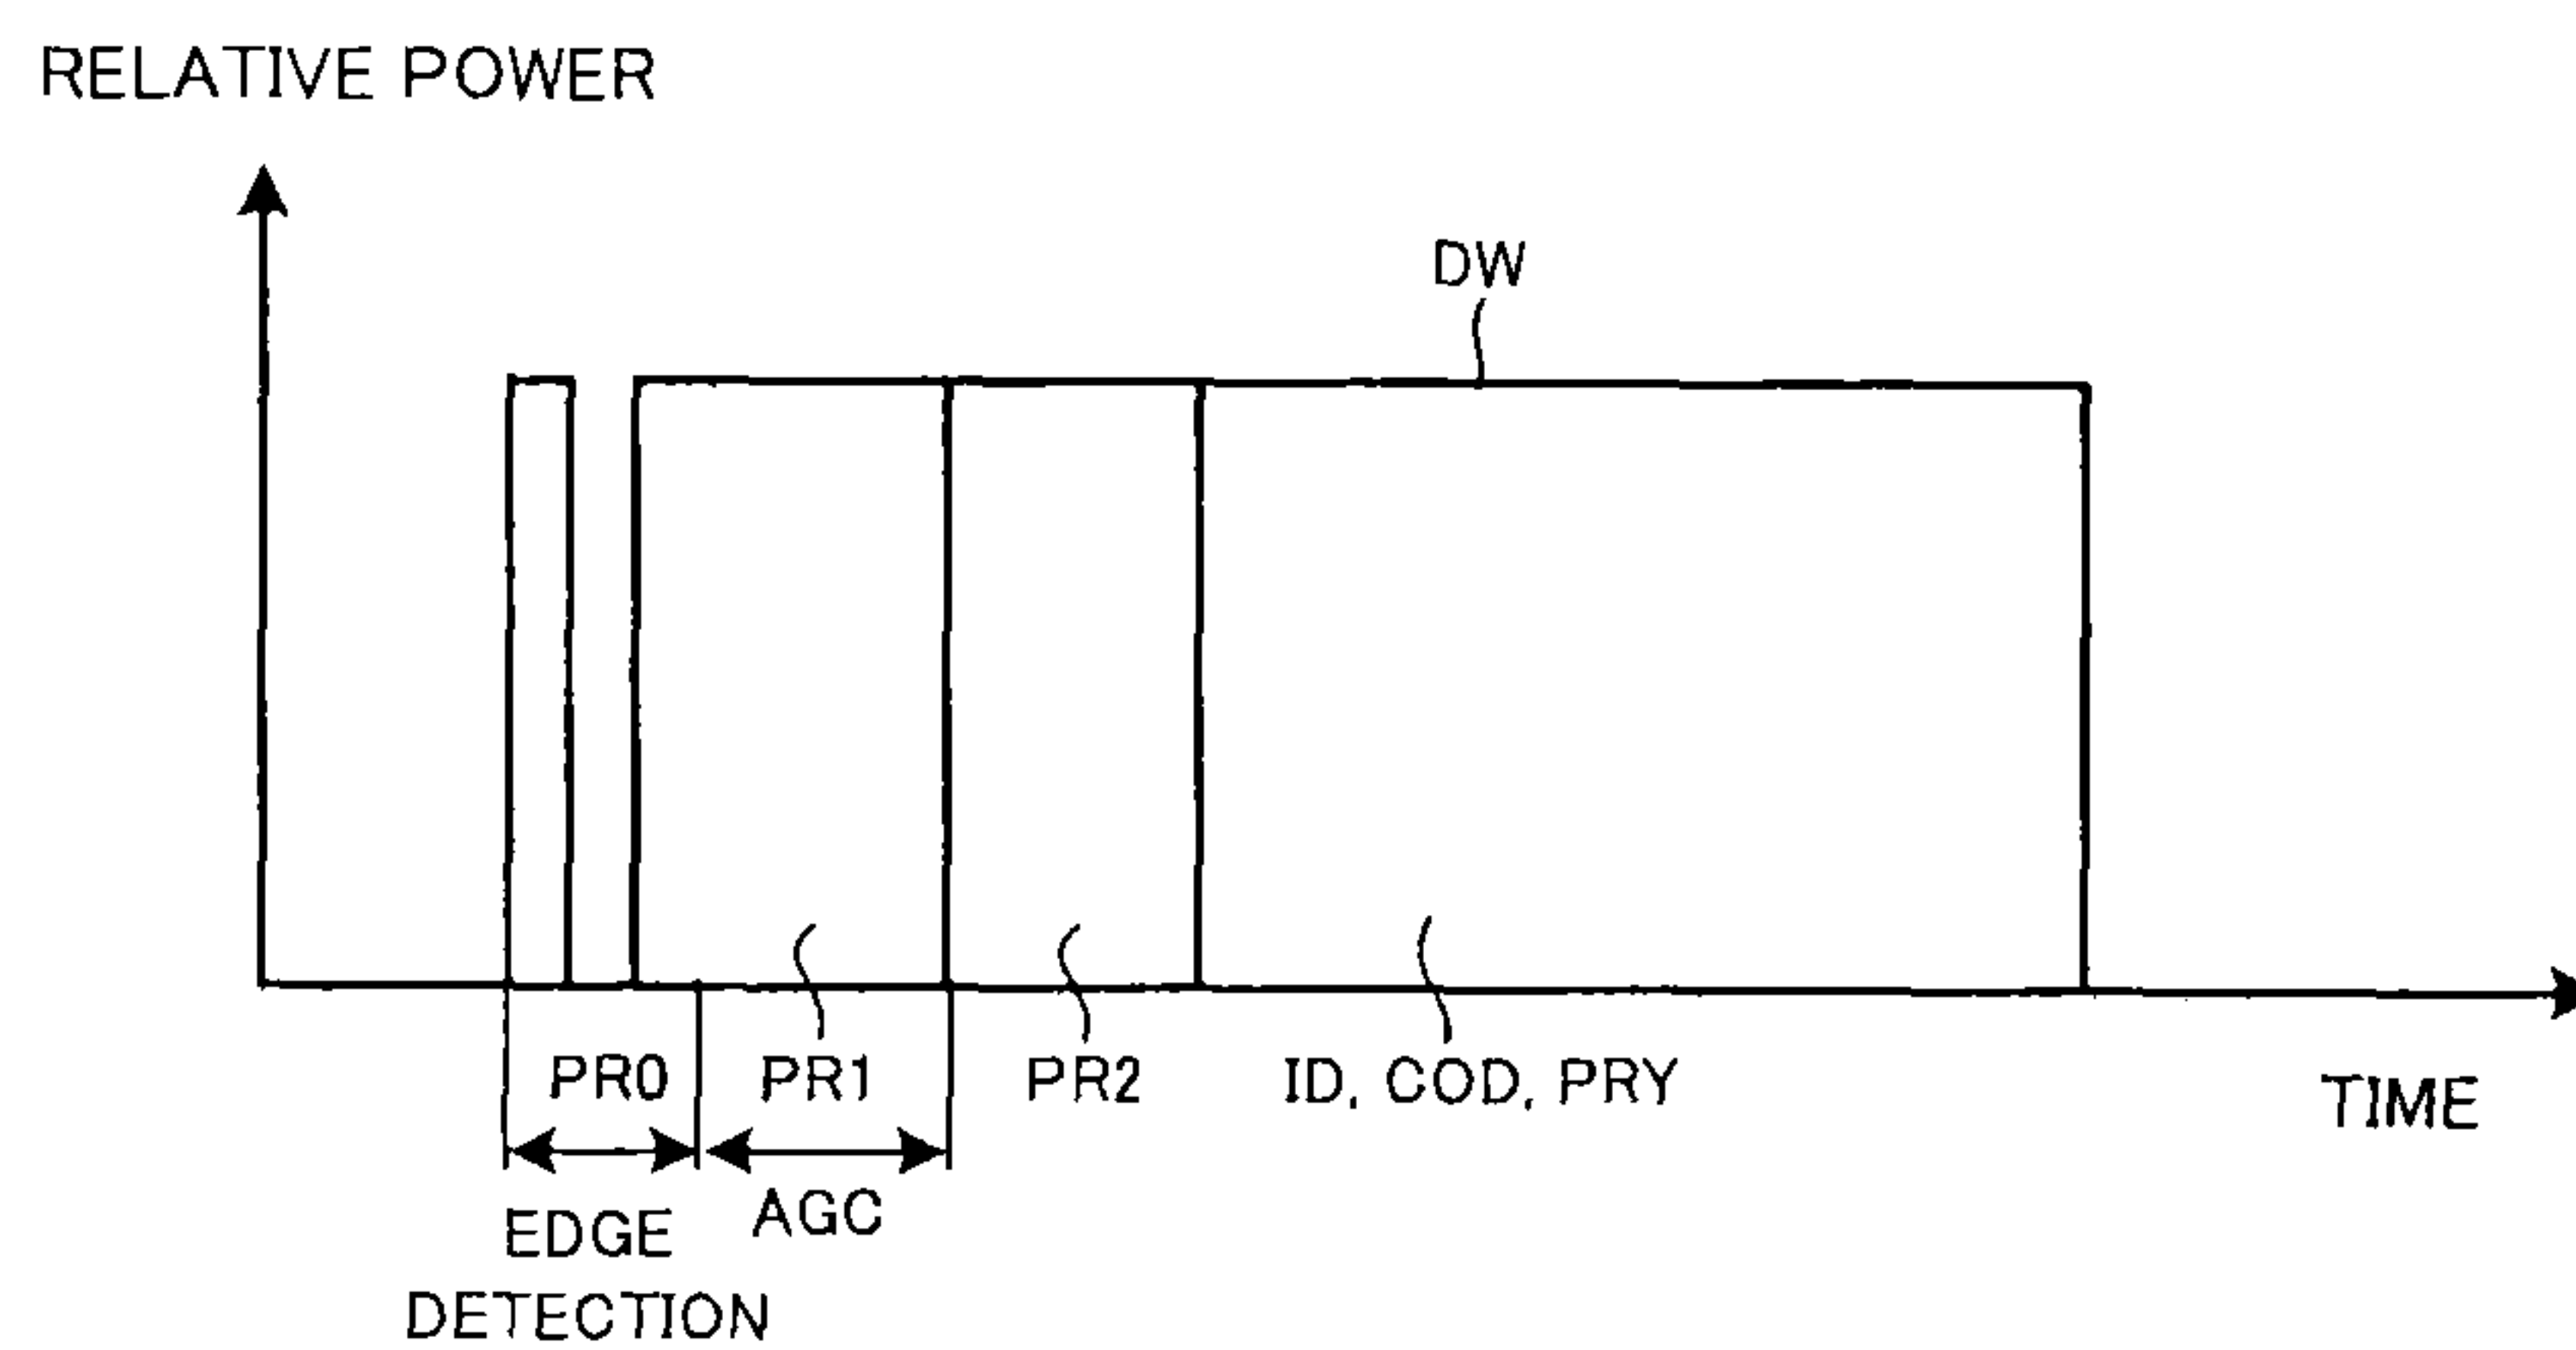 RELATIVE POWER
DW
PR0
PR1
PR2
ID, COD, PRY
TIME
AGC
EDGE
DETECTION